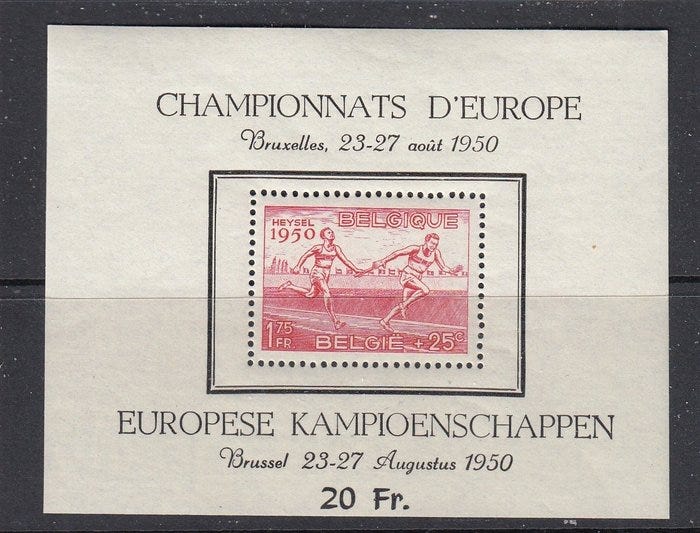 CHAMPIONNATS D'EUROPE
Bruxelles, 23-27 août 1950
HEYSEL BELGIQUE
1950
1.75 FR. BELGIË + 25c
EUROPESE KAMPIOENSCHAPPEN
Brussel 23-27 Augustus 1950
20 Fr.